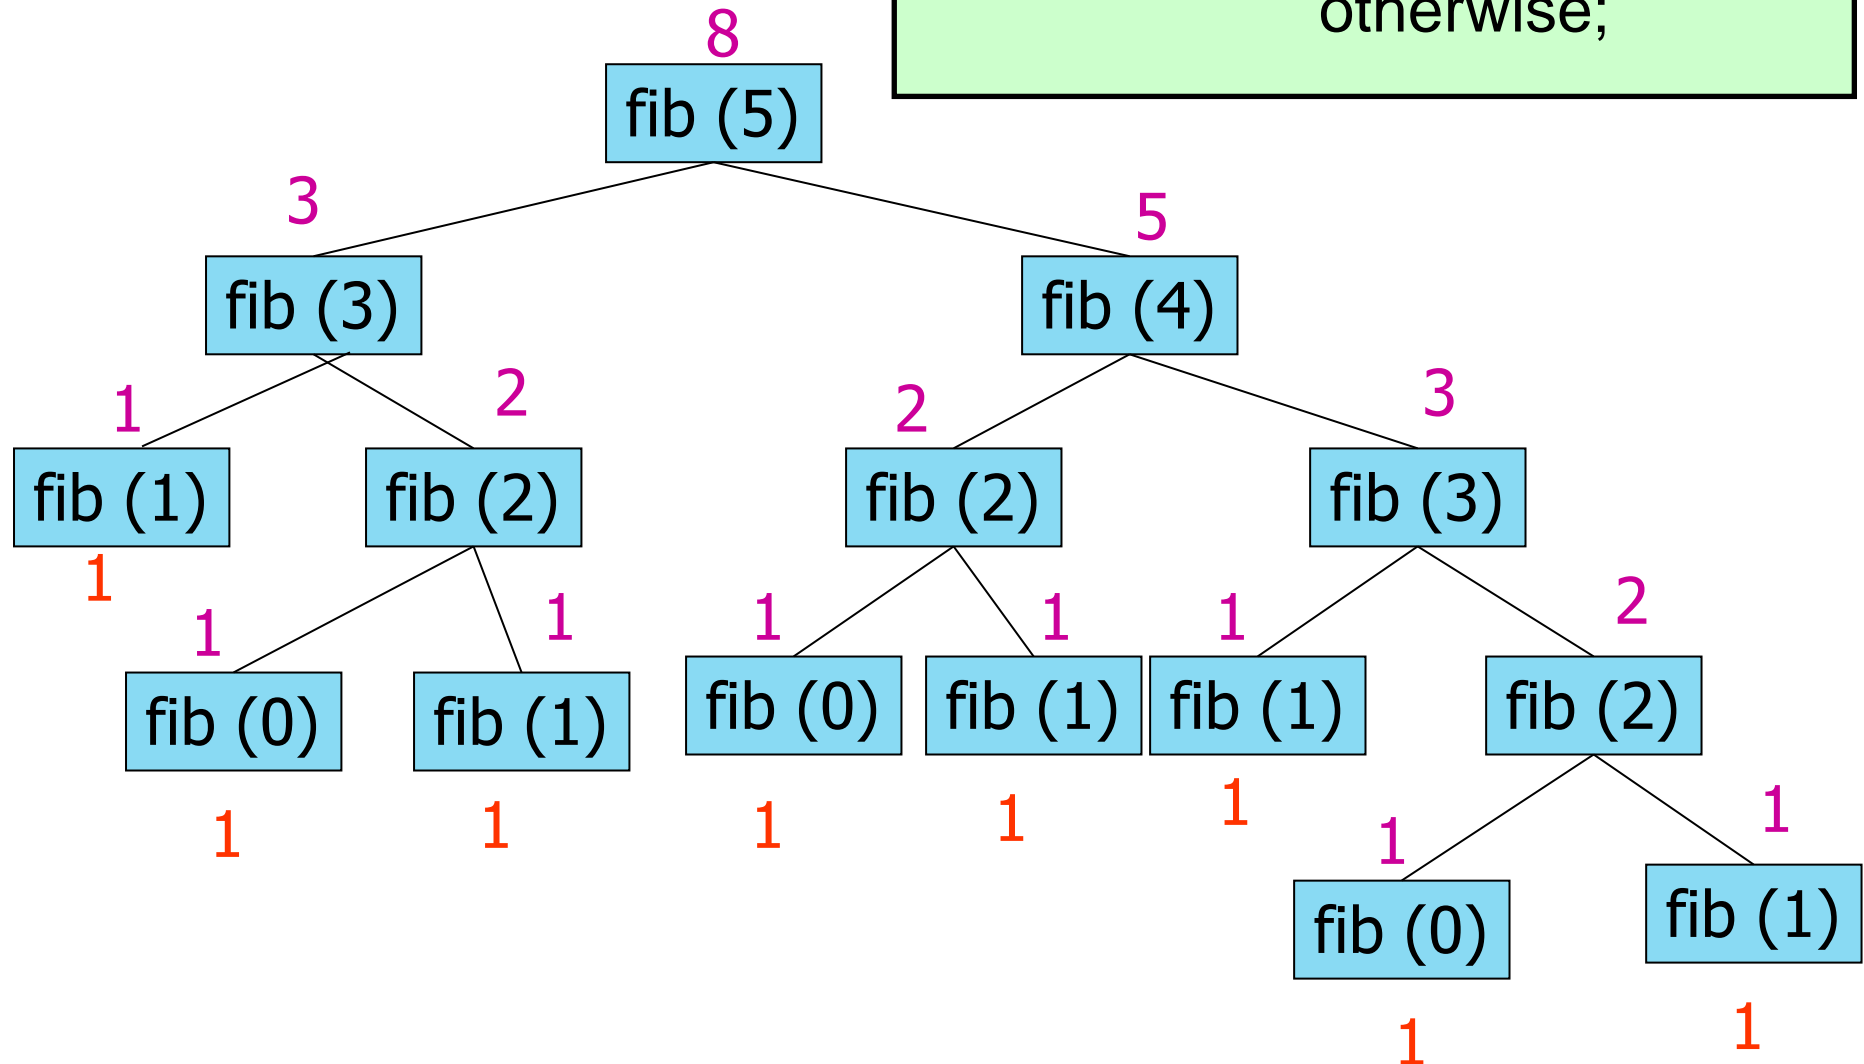 otherwise;
8
fib (5)
3 5
fib (3) fib (4)
1 2 2 3
fib (1) fib (2) fib (2) fib (3)
1
1 1 1 1 1 2
fib (0) fib (1) fib (0) fib (1) fib (1) fib (2)
1 1 1 1 1
1 1
fib (0) fib (1)
1 1